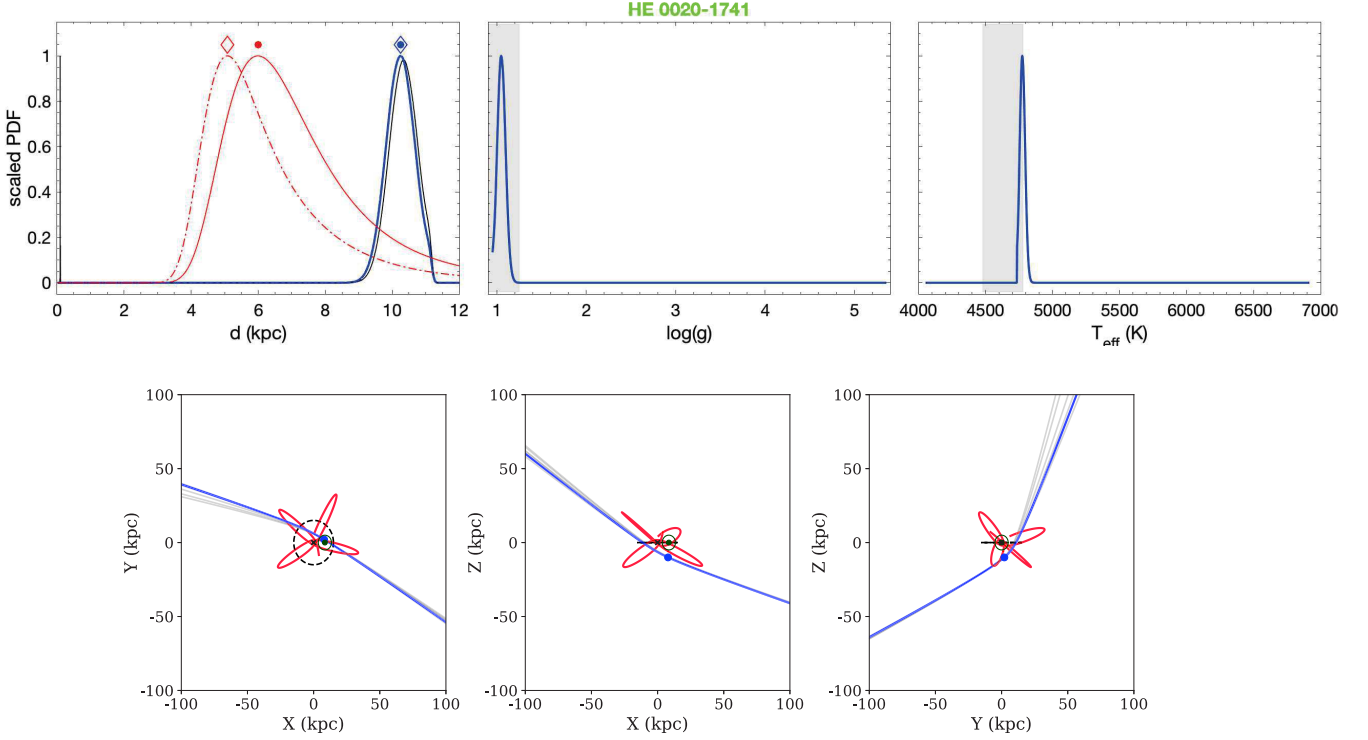 HE 0020-1741
scaled PDF
1
0.8
0.6
0.4
0.2
0
0 2 4 6 8 10 12
d (kpc)
1 2 3 4 5
log(g)
4000 4500 5000 5500 6000 6500 7000
T_eff (K)
100
50
0
-50
-100
Y (kpc)
-100 -50 0 50 100
X (kpc)
100
50
0
-50
-100
Z (kpc)
-100 -50 0 50 100
X (kpc)
100
50
0
-50
-100
Z (kpc)
-100 -50 0 50 100
Y (kpc)